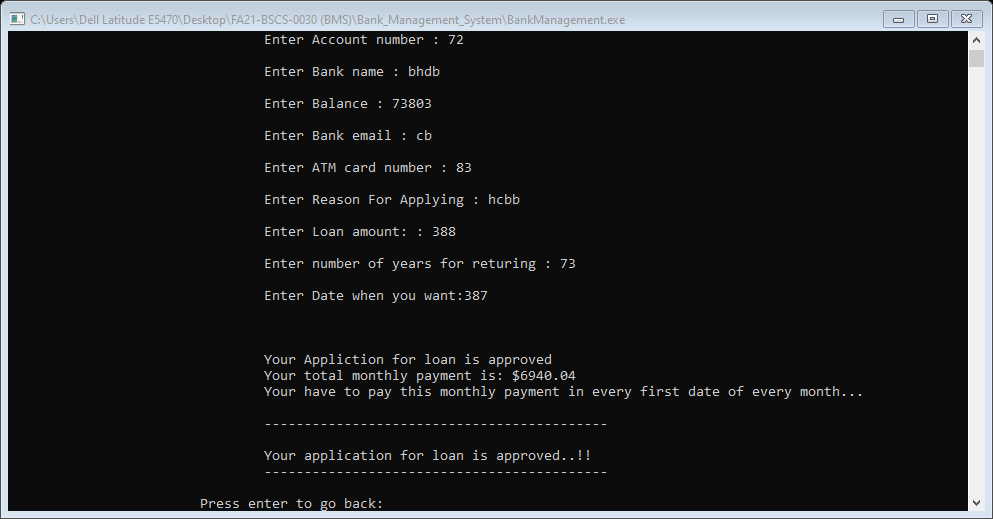 C:\Users\Dell Latitude E5470\Desktop\FA21-BSCS-0030 (BMS)\Bank_Management_System\BankManagement.exe
Enter Account number : 72
Enter Bank name : bhdb
Enter Balance : 73803
Enter Bank email : cb
Enter ATM card number : 83
Enter Reason For Applying : hcbb
Enter Loan amount: : 388
Enter number of years for returing : 73
Enter Date when you want:387
Your Appliction for loan is approved
Your total monthly payment is: $6940.04
Your have to pay this monthly payment in every first date of every month...
-------------------------------------------
Your application for loan is approved..!!
-------------------------------------------
Press enter to go back: